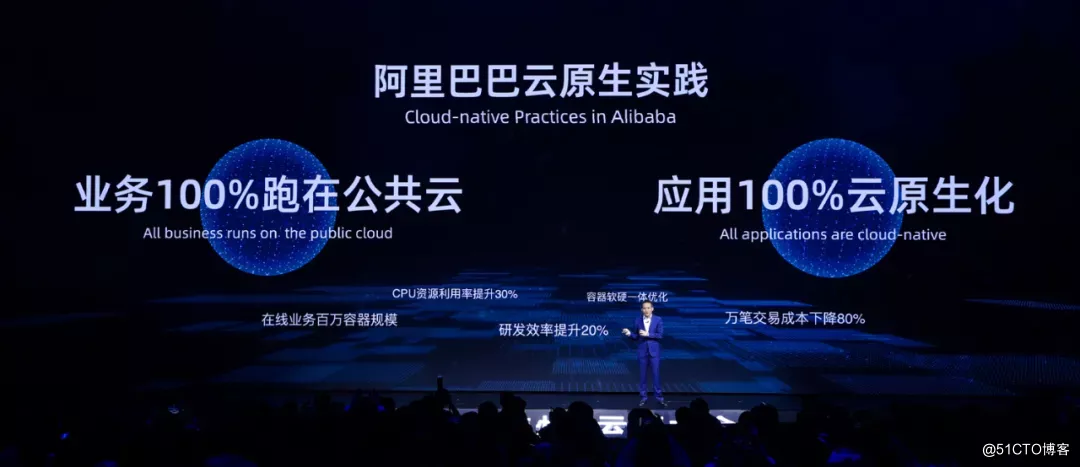 阿里巴巴云原生实践
Cloud-native Practices in Alibaba
业务100%跑在公共云
All business runs on the public cloud
应用100%云原生化
All applications are cloud-native
CPU资源利用率提升30%
容器软硬一体优化
在线业务百万容器规模
研发效率提升20%
万笔交易成本下降80%
云
@51CTO博客